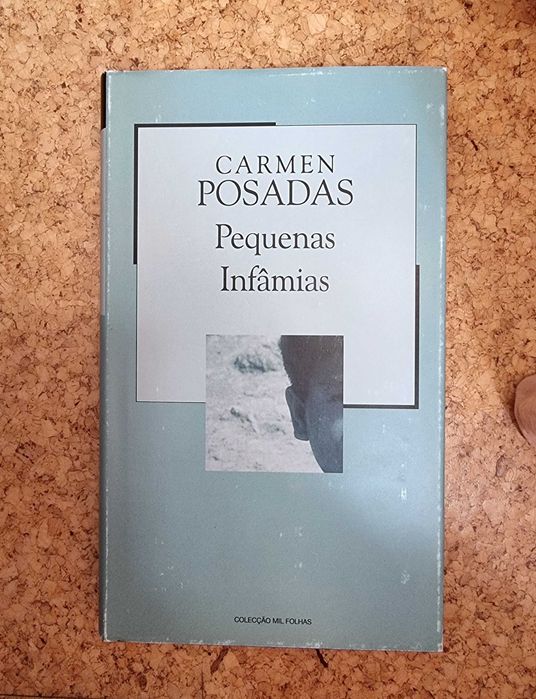 CARMEN
POSADAS
Pequenas
Infâmias
COLECÇÃO MIL FOLHAS